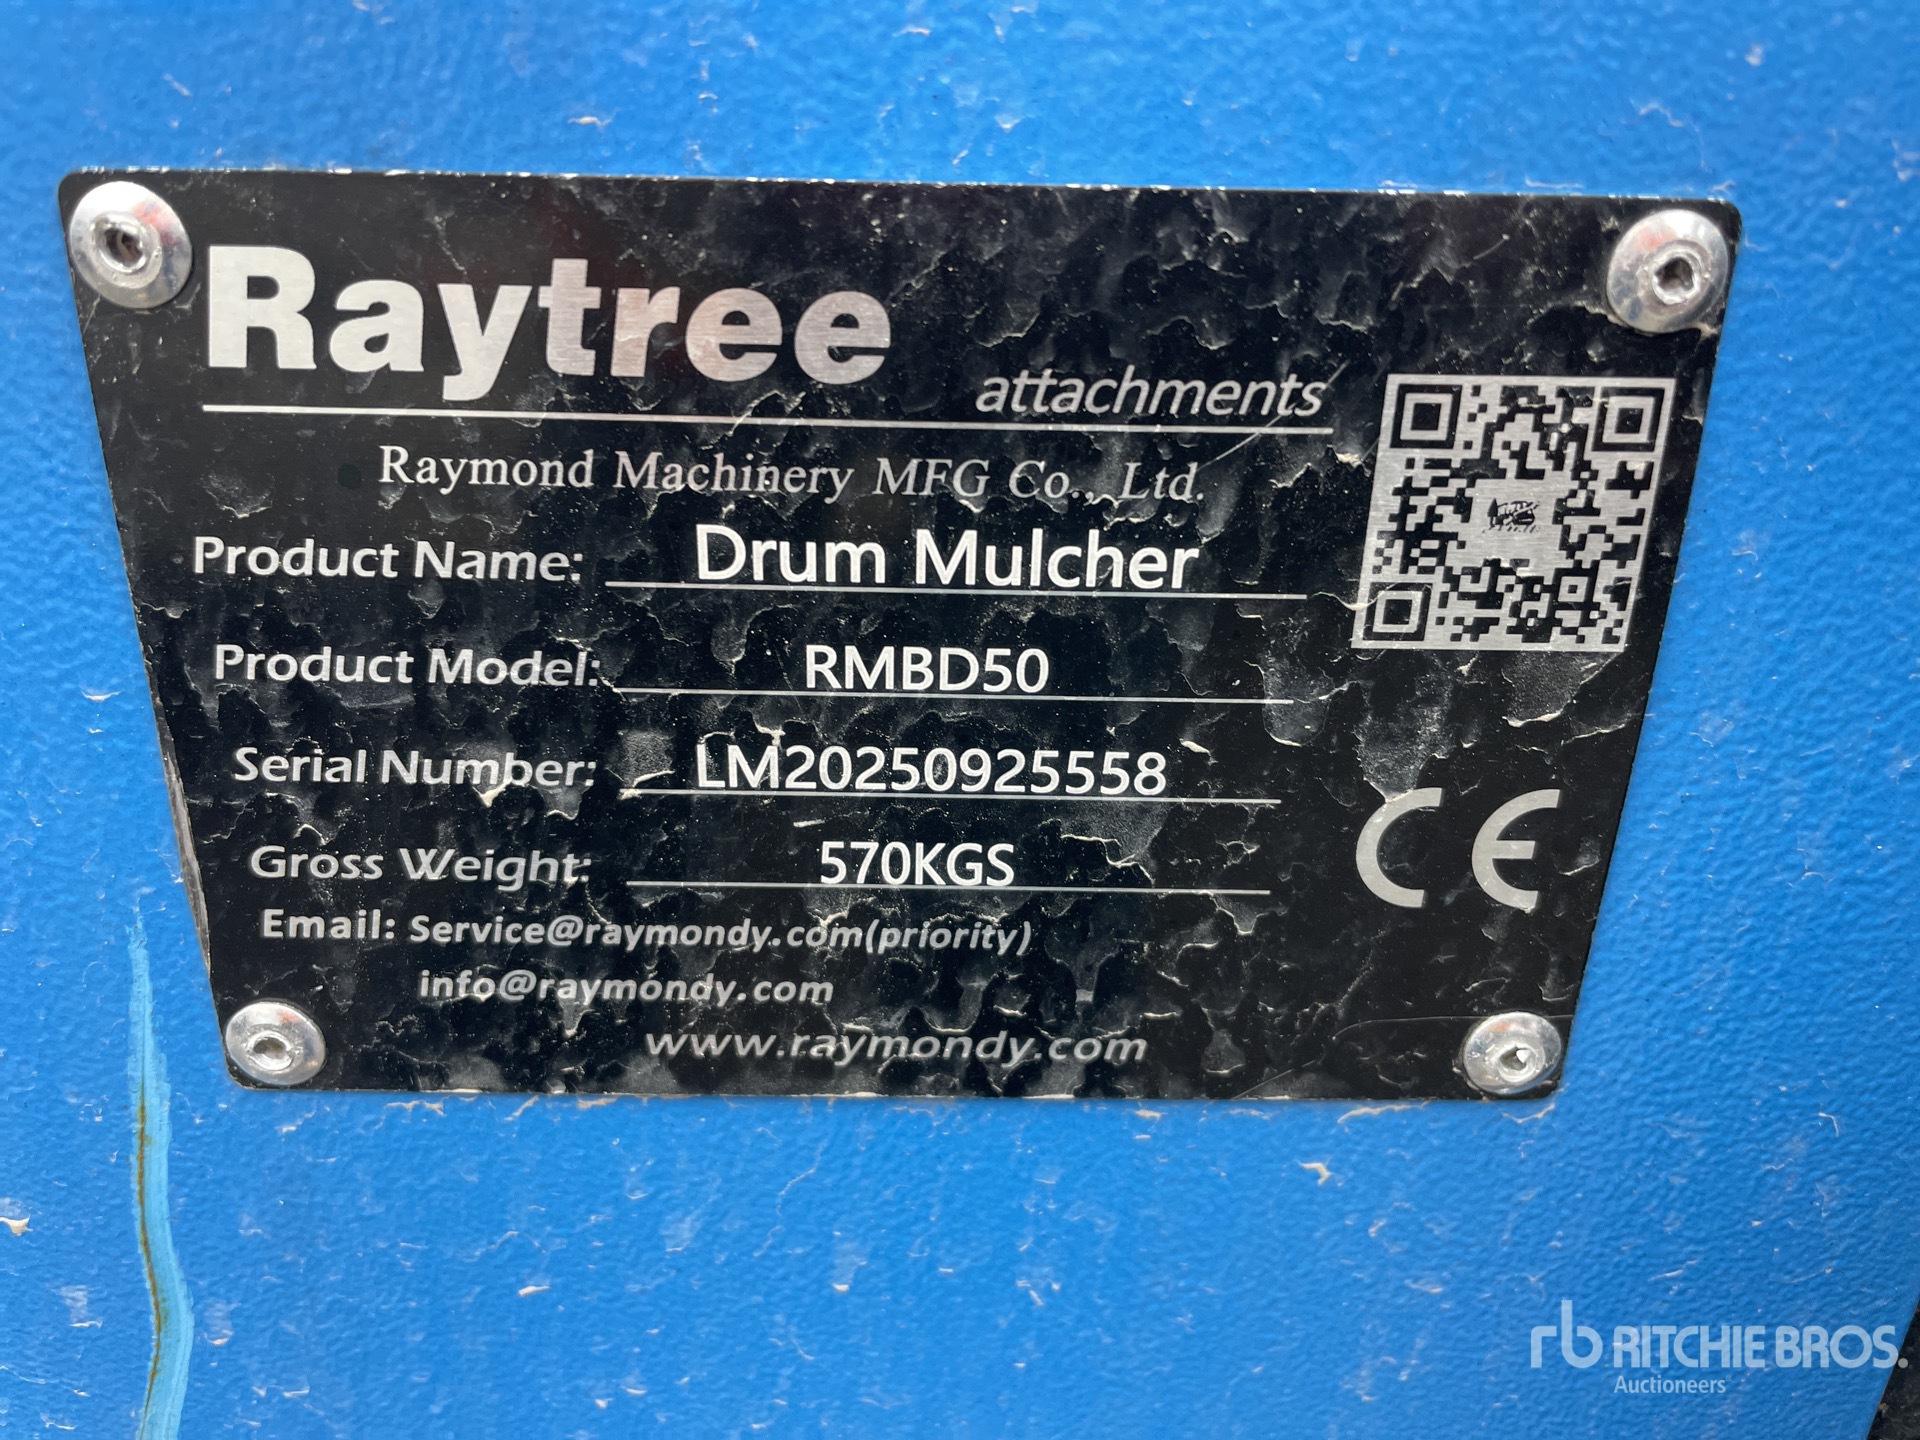 Raytree
attachments
Raymond Machinery MFG Co., Ltd.
Product Name: Drum Mulcher
Product Model: RMBD50
Serial Number: LM20250925558
Gross Weight: 570KGS
CE
Email: Service@raymondy.com(priority)
info@raymondy.com
www.raymondy.com
rb RITCHIE BROS.
Auctioneers